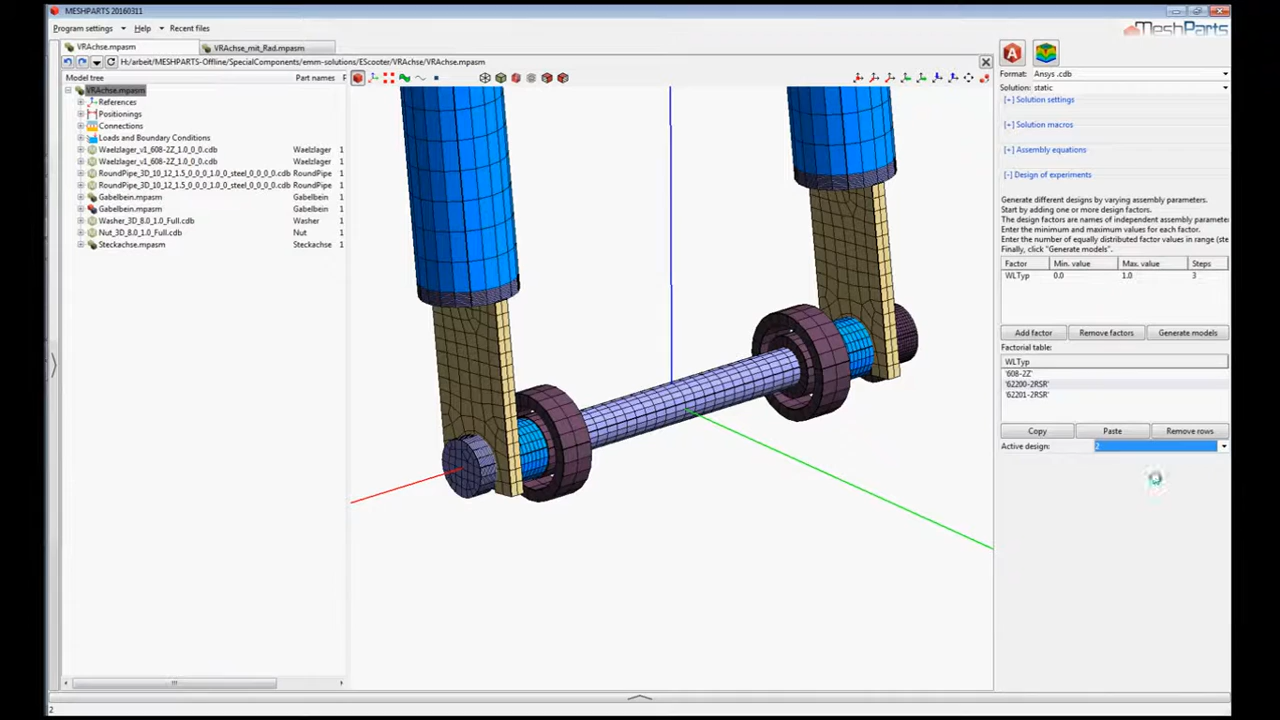 MESHPARTS 20160311
Program settings Help Recent files
MeshParts
VRAchse.mpasm VRAchse_mit_Rad.mpasm
H:/arbeit/MESHPARTS-Offline/SpecialComponents/emm-solutions/EScooter/VRAchse/VRAchse.mpasm
Model tree Part names F
VRAchse.mpasm
References
Positionings
Connections
Loads and Boundary Conditions
Waelzlager_v1_608-2Z_1.0_0_0.cdb Waelzlager 1
Waelzlager_v1_608-2Z_1.0_0_0.cdb Waelzlager 1
RoundPipe_3D_10_12_1.5_0_0_0_1.0_0_steel_0_0_0_0.cdb RoundPipe 1
RoundPipe_3D_10_12_1.5_0_0_0_1.0_0_steel_0_0_0_0.cdb RoundPipe 1
Gabelbein.mpasm Gabelbein 1
Gabelbein.mpasm Gabelbein 1
Washer_3D_8.0_1.0_Full.cdb Washer 1
Nut_3D_8.0_1.0_Full.cdb Nut 1
Steckachse.mpasm Steckachse 1
Format: Ansys .cdb
Solution: static
[+] Solution settings
[+] Solution macros
[+] Assembly equations
[-] Design of experiments
Generate different designs by varying assembly parameters.
Start by adding one or more design factors.
The design factors are names of independent assembly parameter
Enter the minimum and maximum values for each factor.
Enter the number of equally distributed factor values in range (ste
Finally, click "Generate models".
Factor Min. value Max. value Steps
WLTyp 0.0 1.0 3
Add factor Remove factors Generate models
Factorial table:
WLTyp
'608-2Z'
'62200-2RSR'
'62201-2RSR'
Copy Paste Remove rows
Active design: 2
2